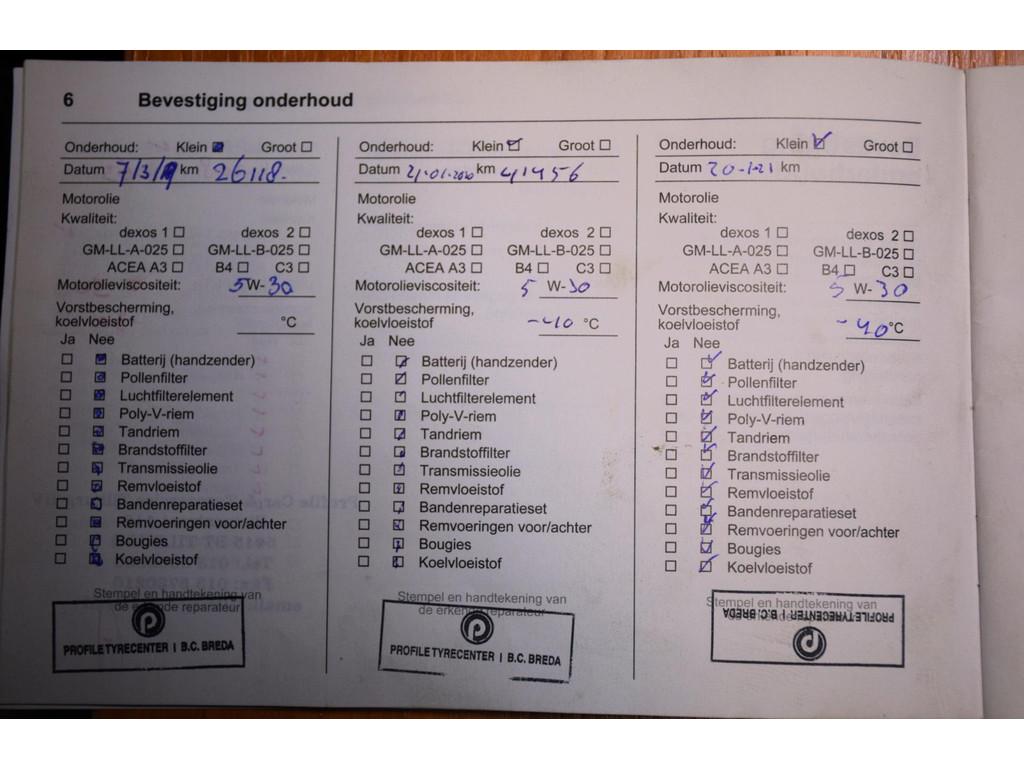 6 Bevestiging onderhoud
Onderhoud: Klein Groot
Datum 7/3/19 km 26118.
Motorolie
Kwaliteit:
dexos 1 dexos 2
GM-LL-A-025 GM-LL-B-025
ACEA A3 B4 C3
Motorolieviscositeit: 5 W-30
Vorstbescherming,
koelvloeistof °C
Ja Nee
Batterij (handzender)
Pollenfilter
Luchtfilterelement
Poly-V-riem
Tandriem
Brandstoffilter
Transmissieolie
Remvloeistof
Bandenreparatieset
Remvoeringen voor/achter
Bougies
Koelvloeistof
Stempel en handtekening van
de erkende reparateur
PROFILE TYRECENTER I B.C. BREDA
Onderhoud: Klein Groot
Datum 21-01-2020 km 41456
Motorolie
Kwaliteit:
dexos 1 dexos 2
GM-LL-A-025 GM-LL-B-025
ACEA A3 B4 C3
Motorolieviscositeit: 5 W-30
Vorstbescherming,
koelvloeistof -40 °C
Ja Nee
Batterij (handzender)
Pollenfilter
Luchtfilterelement
Poly-V-riem
Tandriem
Brandstoffilter
Transmissieolie
Remvloeistof
Bandenreparatieset
Remvoeringen voor/achter
Bougies
Koelvloeistof
Stempel en handtekening van
de erkende reparateur
PROFILE TYRECENTER I B.C. BREDA
Onderhoud: Klein Groot
Datum 20-1-21 km
Motorolie
Kwaliteit:
dexos 1 dexos 2
GM-LL-A-025 GM-LL-B-025
ACEA A3 B4 C3
Motorolieviscositeit: 5 W-30
Vorstbescherming,
koelvloeistof -40 °C
Ja Nee
Batterij (handzender)
Pollenfilter
Luchtfilterelement
Poly-V-riem
Tandriem
Brandstoffilter
Transmissieolie
Remvloeistof
Bandenreparatieset
Remvoeringen voor/achter
Bougies
Koelvloeistof
Stempel en handtekening van
de erkende reparateur
PROFILE TYRECENTER I B.C. BREDA